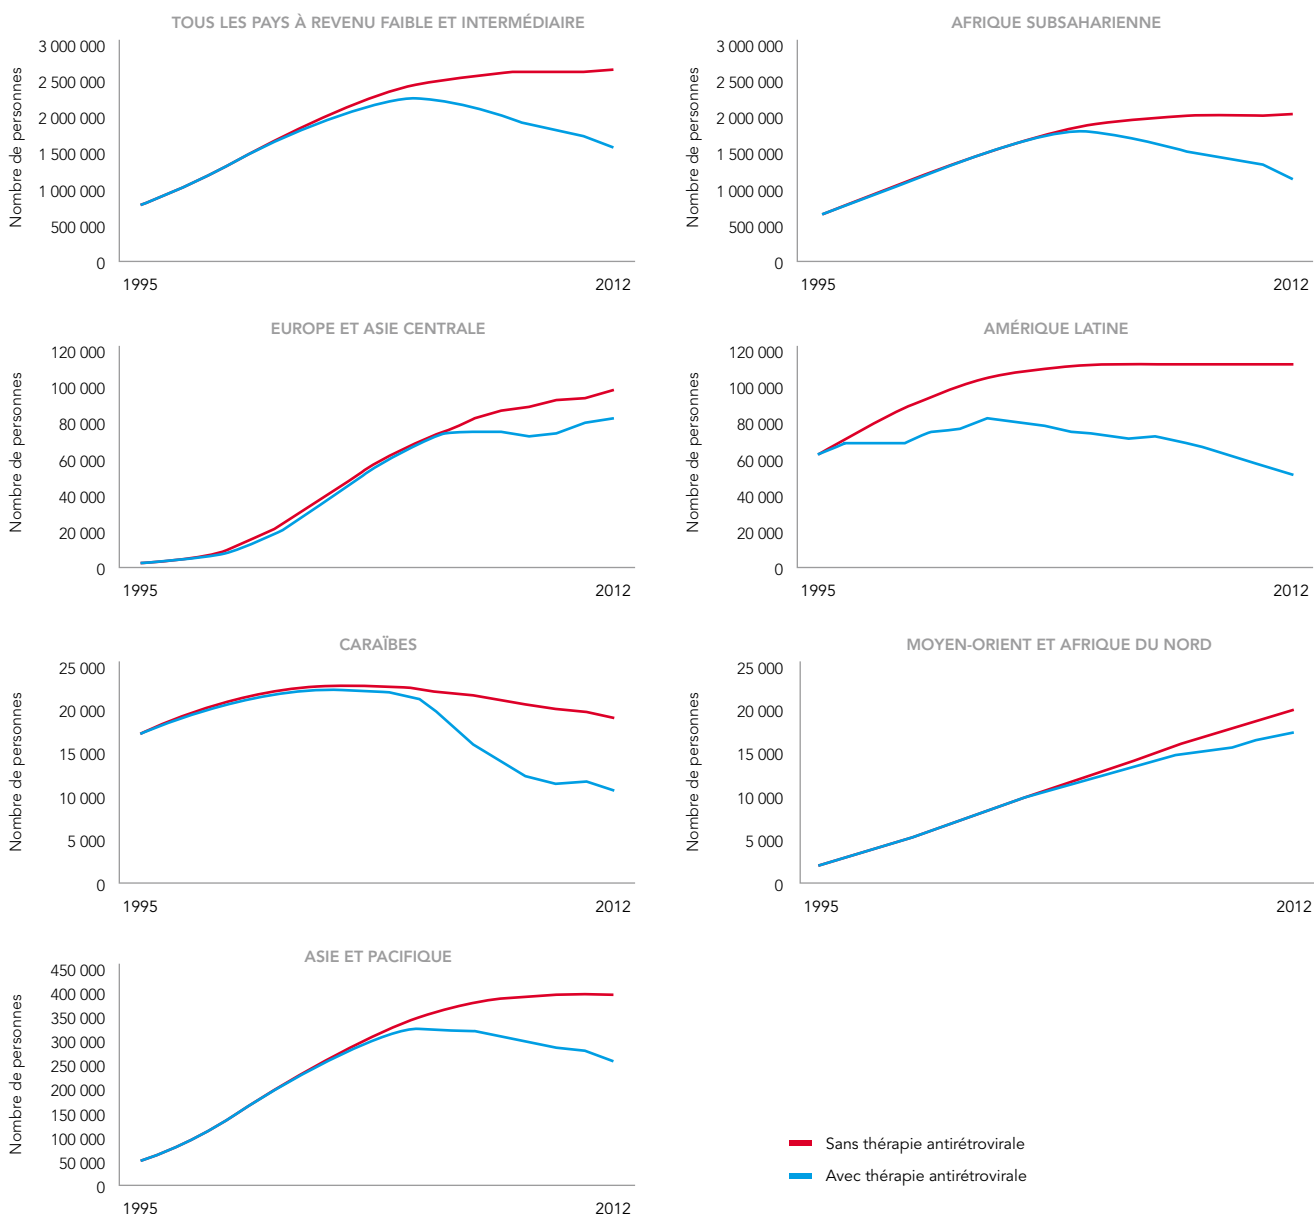 TOUS LES PAYS À REVENU FAIBLE ET INTERMÉDIAIRE
Nombre de personnes
3 000 000
2 500 000
2 000 000
1 500 000
1 000 000
500 000
0
1995
2012
AFRIQUE SUBSAHARIENNE
Nombre de personnes
3 000 000
2 500 000
2 000 000
1 500 000
1 000 000
500 000
0
1995
2012
EUROPE ET ASIE CENTRALE
Nombre de personnes
120 000
100 000
80 000
60 000
40 000
20 000
0
1995
2012
AMÉRIQUE LATINE
Nombre de personnes
120 000
100 000
80 000
60 000
40 000
20 000
0
1995
2012
CARAÏBES
Nombre de personnes
25 000
20 000
15 000
10 000
5 000
0
1995
2012
MOYEN-ORIENT ET AFRIQUE DU NORD
Nombre de personnes
25 000
20 000
15 000
10 000
5 000
0
1995
2012
ASIE ET PACIFIQUE
Nombre de personnes
450 000
400 000
350 000
300 000
250 000
200 000
150 000
100 000
50 000
0
1995
2012
Sans thérapie antirétrovirale
Avec thérapie antirétrovirale